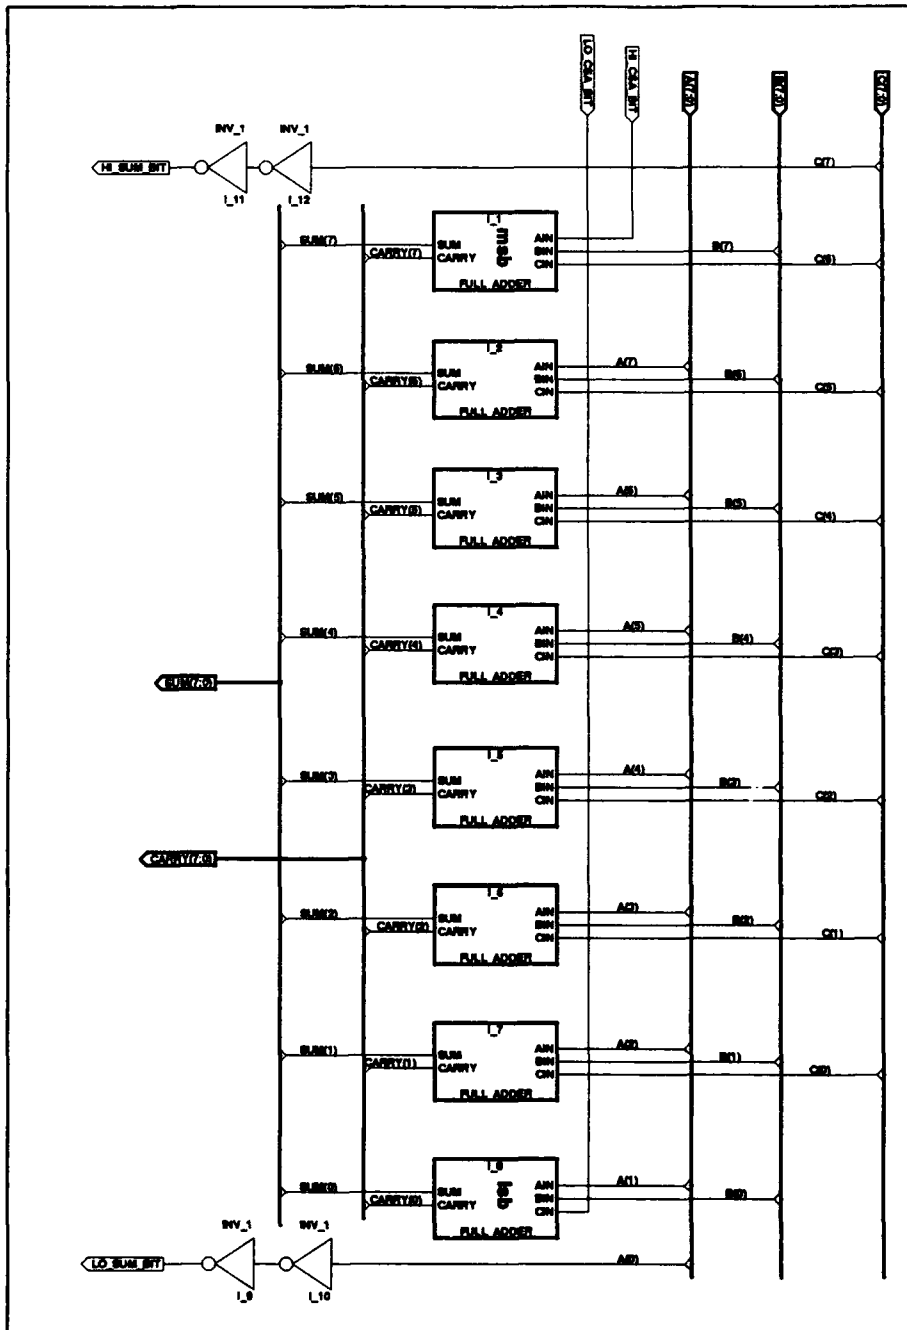 LO_CSA_BIT
HI_CSA_BIT
A(7:0)
B(7:0)
C(7:0)
INV_1 INV_1
HI_SUM_BIT
C(7)
I_11 I_12
I_1
msb
SUM(7) SUM AIN
CARRY(7) CARRY BIN B(7)
CIN C(6)
FULL ADDER
I_2
SUM(6) SUM AIN A(7)
CARRY(6) CARRY BIN B(6)
CIN C(5)
FULL ADDER
I_3
SUM(5) SUM AIN A(6)
CARRY(5) CARRY BIN B(5)
CIN C(4)
FULL ADDER
I_4
SUM(4) SUM AIN A(5)
CARRY(4) CARRY BIN B(4)
CIN C(3)
FULL ADDER
SUM(7:0)
I_5
SUM(3) SUM AIN A(4)
CARRY(3) CARRY BIN B(3)
CIN C(2)
FULL ADDER
CARRY(7:0)
I_6
SUM(2) SUM AIN A(3)
CARRY(2) CARRY BIN B(2)
CIN C(1)
FULL ADDER
I_7
SUM(1) SUM AIN A(2)
CARRY(1) CARRY BIN B(1)
CIN C(0)
FULL ADDER
I_8
lsb
SUM(0) SUM AIN A(1)
CARRY(0) CARRY BIN B(0)
CIN
FULL ADDER
INV_1 INV_1
LO_SUM_BIT
A(0)
I_9 I_10